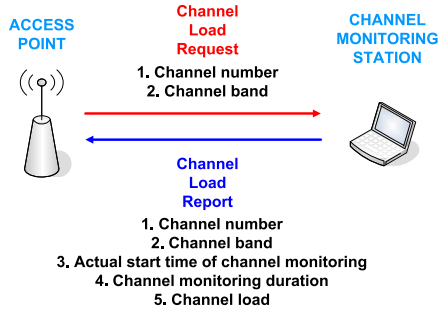 ACCESS
POINT
Channel
Load
Request
1. Channel number
2. Channel band
CHANNEL
MONITORING
STATION
Channel
Load
Report
1. Channel number
2. Channel band
3. Actual start time of channel monitoring
4. Channel monitoring duration
5. Channel load